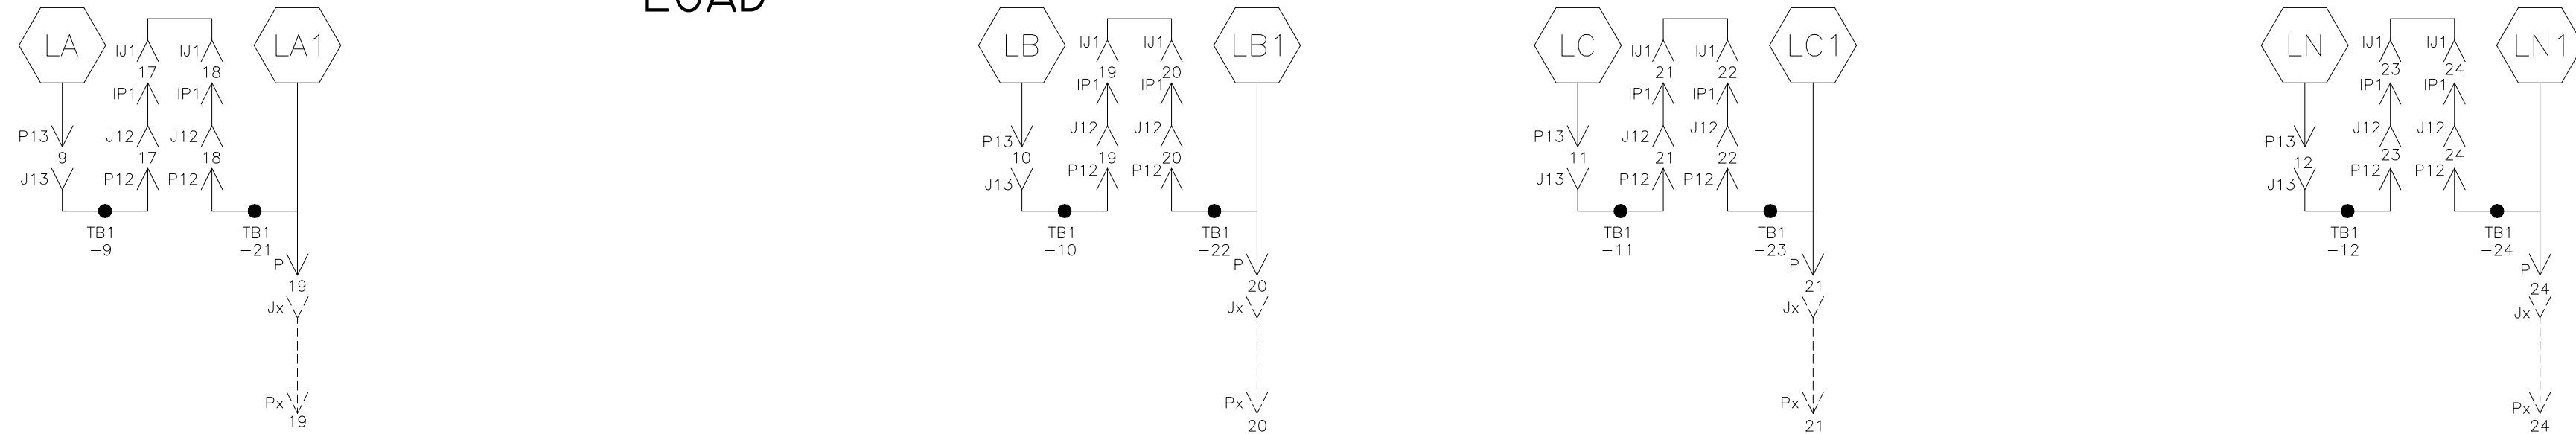 LOAD
LA IJ1 IJ1 LA1
17 18
IP1 IP1
P13 J12 J12
9 17 18
J13 P12 P12
TB1 TB1
-9 -21
P
19
Jx
Px
19
LB IJ1 IJ1 LB1
19 20
IP1 IP1
J12 J12
P13
10 19 20
P12 P12
J13
TB1 TB1
-10 -22
P
20
Jx
Px
20
LC IJ1 IJ1 LC1
21 22
IP1 IP1
P13 J12 J12
11 21 22
J13 P12 P12
TB1 TB1
-11 -23
P
21
Jx
Px
21
LN IJ1 IJ1 LN1
23 24
IP1 IP1
J12 J12
P13
23 24
12
P12 P12
J13
TB1 TB1
-12 -24
P
24
Jx
Px
24